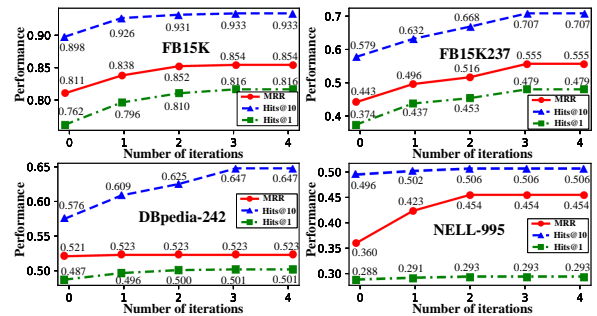 Performance
0.90
0.85
0.80
0.898
0.926
0.931
0.933
0.933
FB15K
0.811
0.838
0.852
0.854
0.854
0.762
0.796
0.810
0.816
0.816
MRR
Hits@10
Hits@1
0 1 2 3 4
Number of iterations
Performance
0.7
0.6
0.5
0.4
0.579
0.632
0.668
0.707
0.707
FB15K237
0.443
0.496
0.516
0.555
0.555
0.374
0.437
0.453
0.479
0.479
MRR
Hits@10
Hits@1
0 1 2 3 4
Number of iterations
Performance
0.65
0.60
0.55
0.50
0.576
0.609
0.625
0.647
0.647
DBpedia-242
MRR
Hits@10
Hits@1
0.521
0.523
0.523
0.523
0.523
0.487
0.496
0.500
0.501
0.501
0 1 2 3 4
Number of iterations
Performance
0.50
0.45
0.40
0.35
0.30
0.496
0.502
0.506
0.506
0.506
0.360
0.423
0.454
0.454
0.454
NELL-995
MRR
Hits@10
Hits@1
0.288
0.291
0.293
0.293
0.293
0 1 2 3 4
Number of iterations